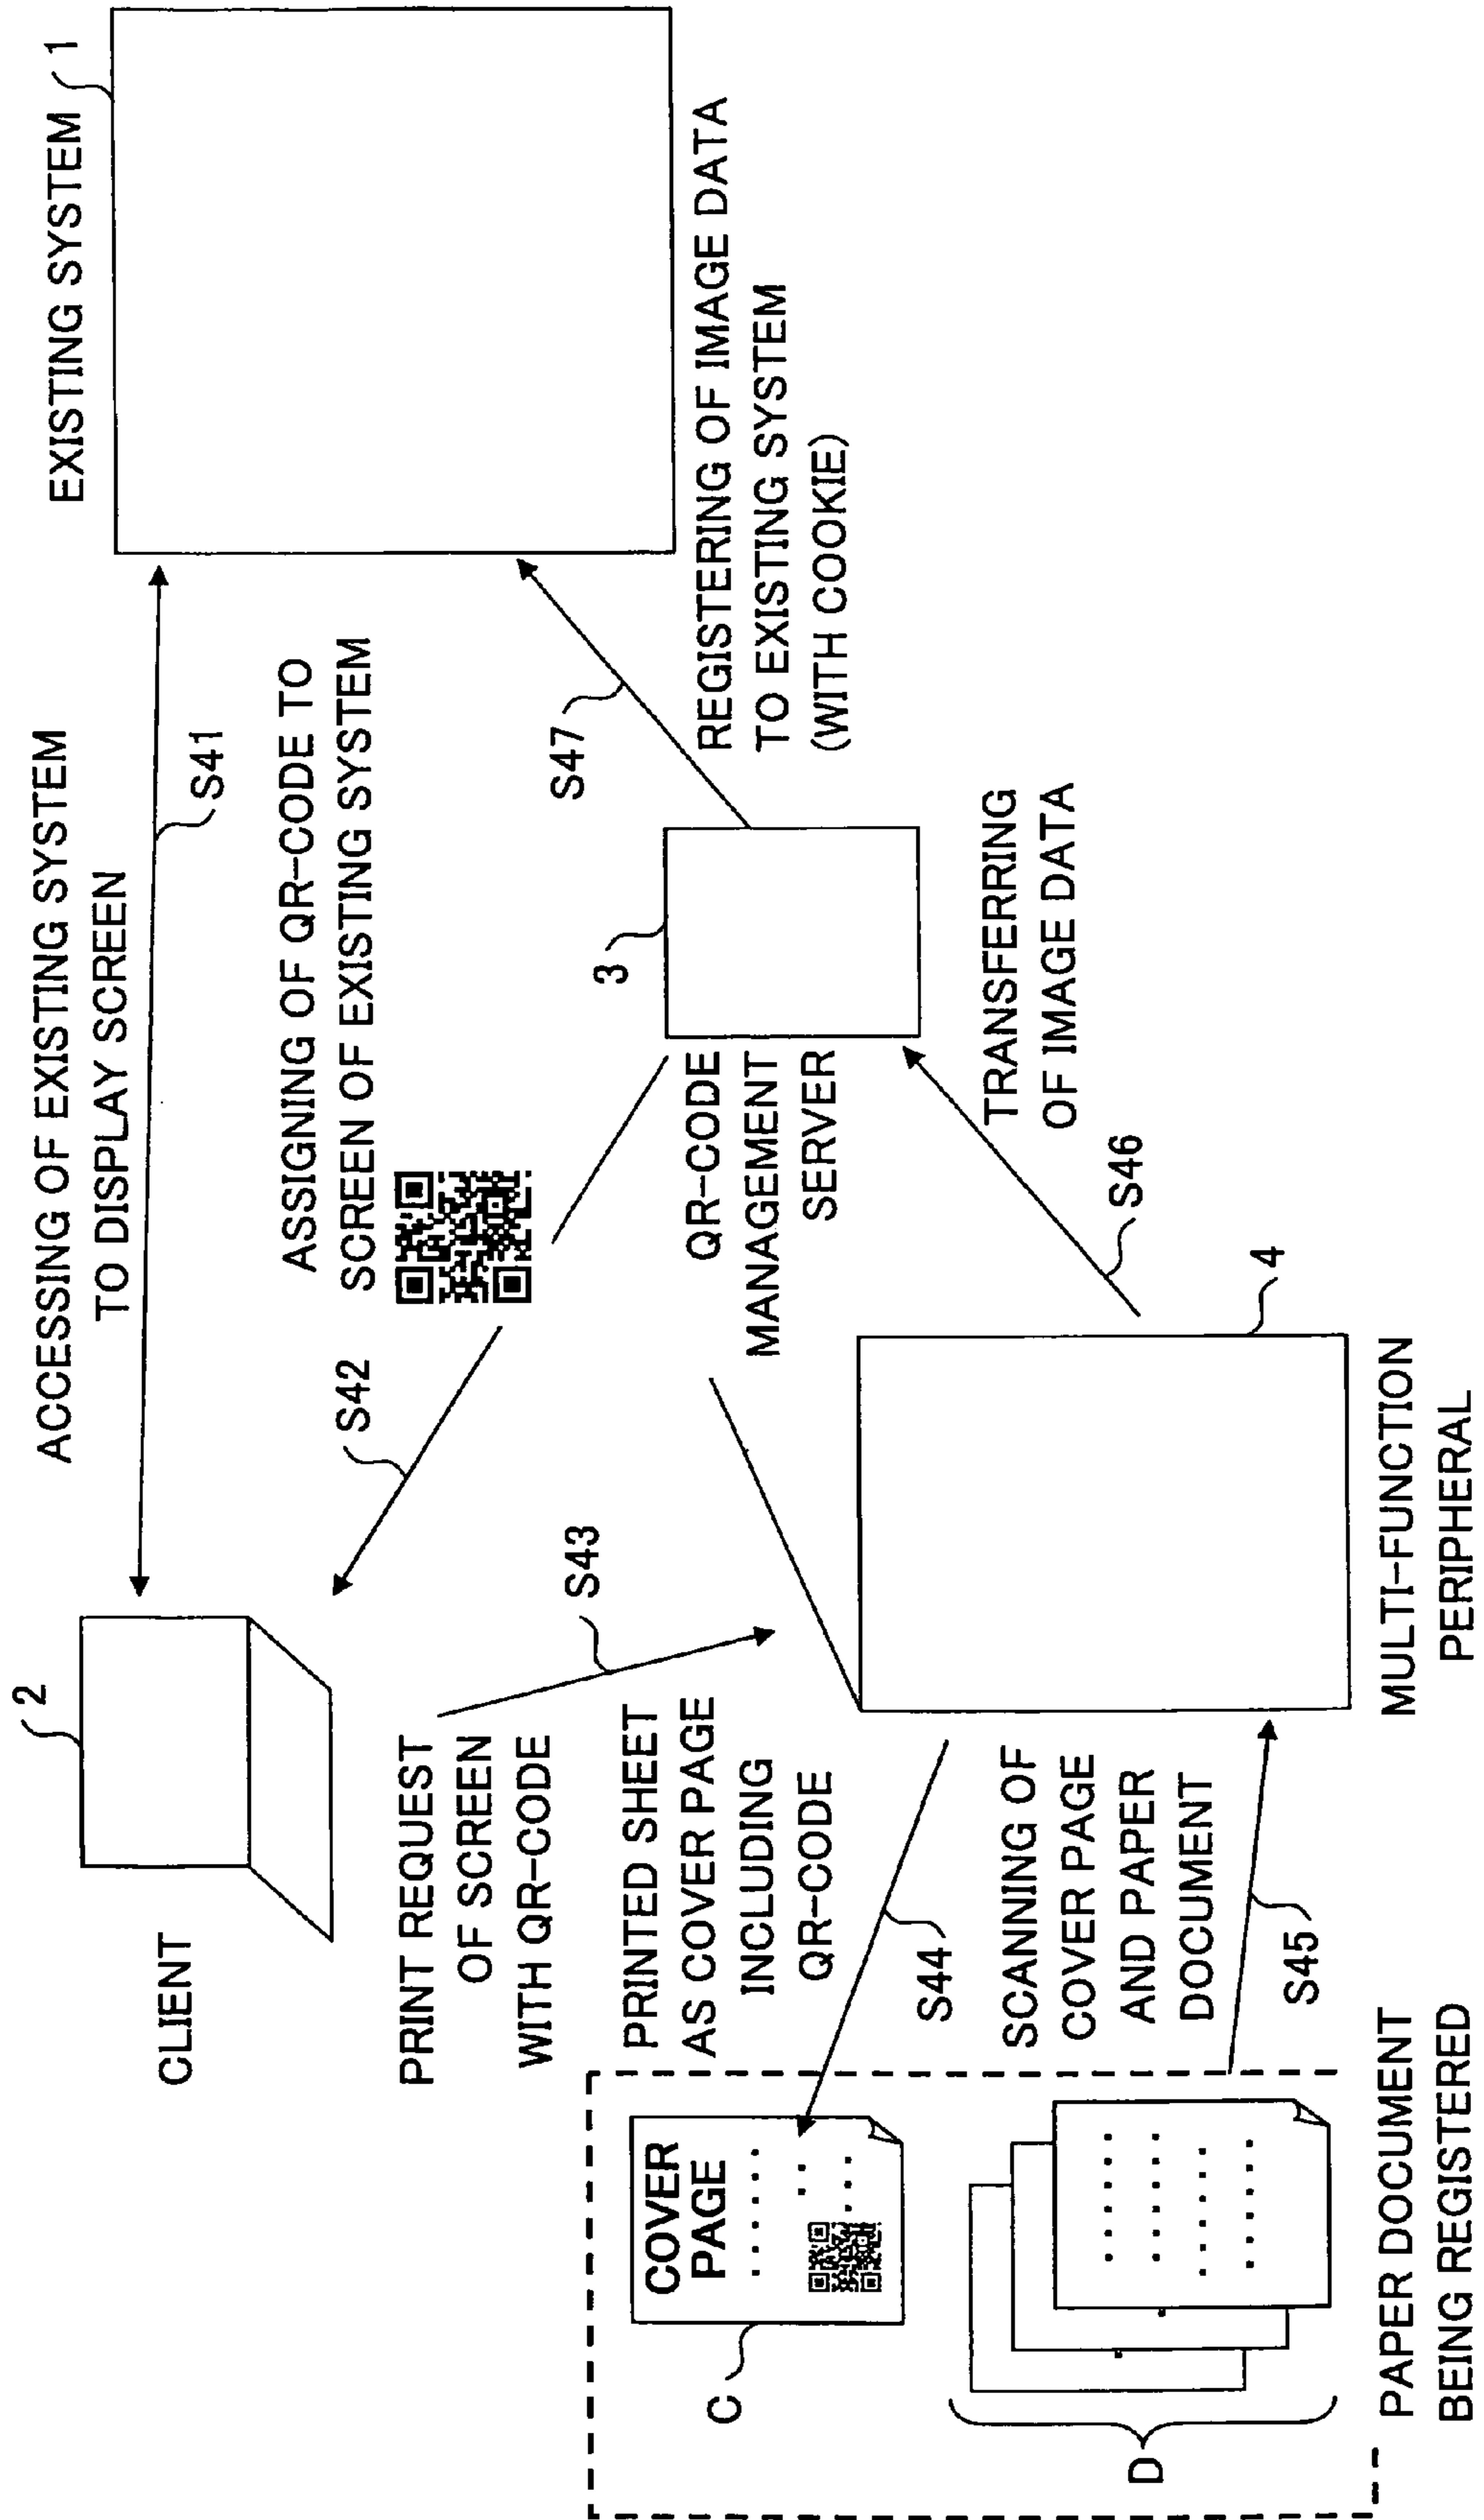 ACCESSING OF EXISTING SYSTEM
TO DISPLAY SCREEN
EXISTING SYSTEM
1
2
CLIENT
S41
ASSIGNING OF QR-CODE TO
SCREEN OF EXISTING SYSTEM
S42
PRINT REQUEST
OF SCREEN
WITH QR-CODE
S43
S47
REGISTERING OF IMAGE DATA
TO EXISTING SYSTEM
(WITH COOKIE)
3
QR-CODE
MANAGEMENT
SERVER
PRINTED SHEET
AS COVER PAGE
INCLUDING
QR-CODE
S44
COVER
PAGE
C
TRANSFERRING
OF IMAGE DATA
S46
4
SCANNING OF
COVER PAGE
AND PAPER
DOCUMENT
S45
D
MULTI-FUNCTION
PERIPHERAL
PAPER DOCUMENT
BEING REGISTERED